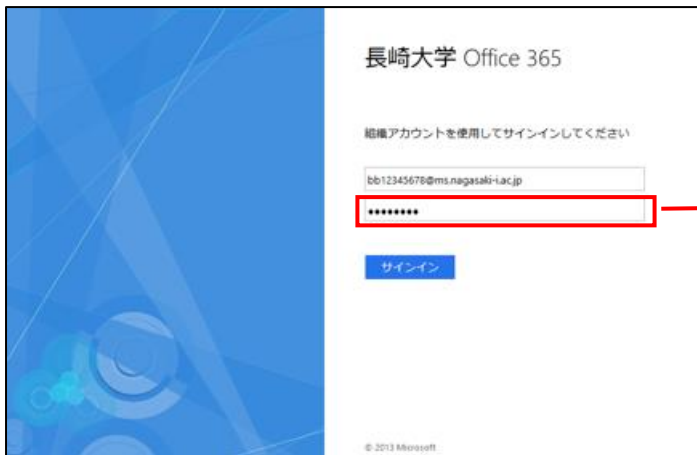 長崎大学 Office 365
組織アカウントを使用してサインインしてください
bb12345678@ms.nagasaki-i.ac.jp
••••••••
サインイン
© 2013 Microsoft